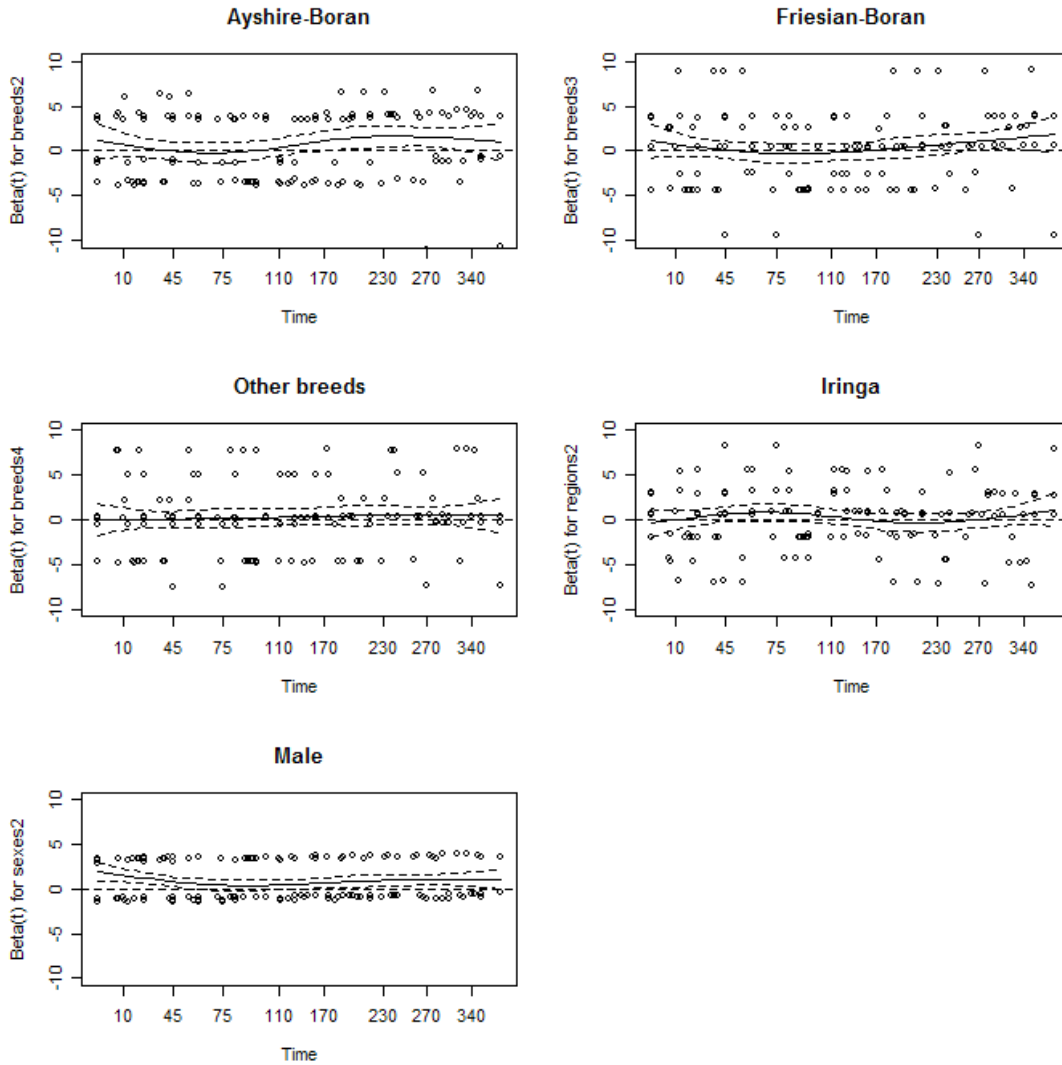 Ayshire-Boran
Beta(t) for breeds2
10
5
0
-5
-10
10 45 75 110 170 230 270 340
Time
Friesian-Boran
Beta(t) for breeds3
10
5
0
-5
-10
10 45 75 110 170 230 270 340
Time
Other breeds
Beta(t) for breeds4
10
5
0
-5
-10
10 45 75 110 170 230 270 340
Time
Iringa
Beta(t) for regions2
10
5
0
-5
-10
10 45 75 110 170 230 270 340
Time
Male
Beta(t) for sexes2
10
5
0
-5
-10
10 45 75 110 170 230 270 340
Time